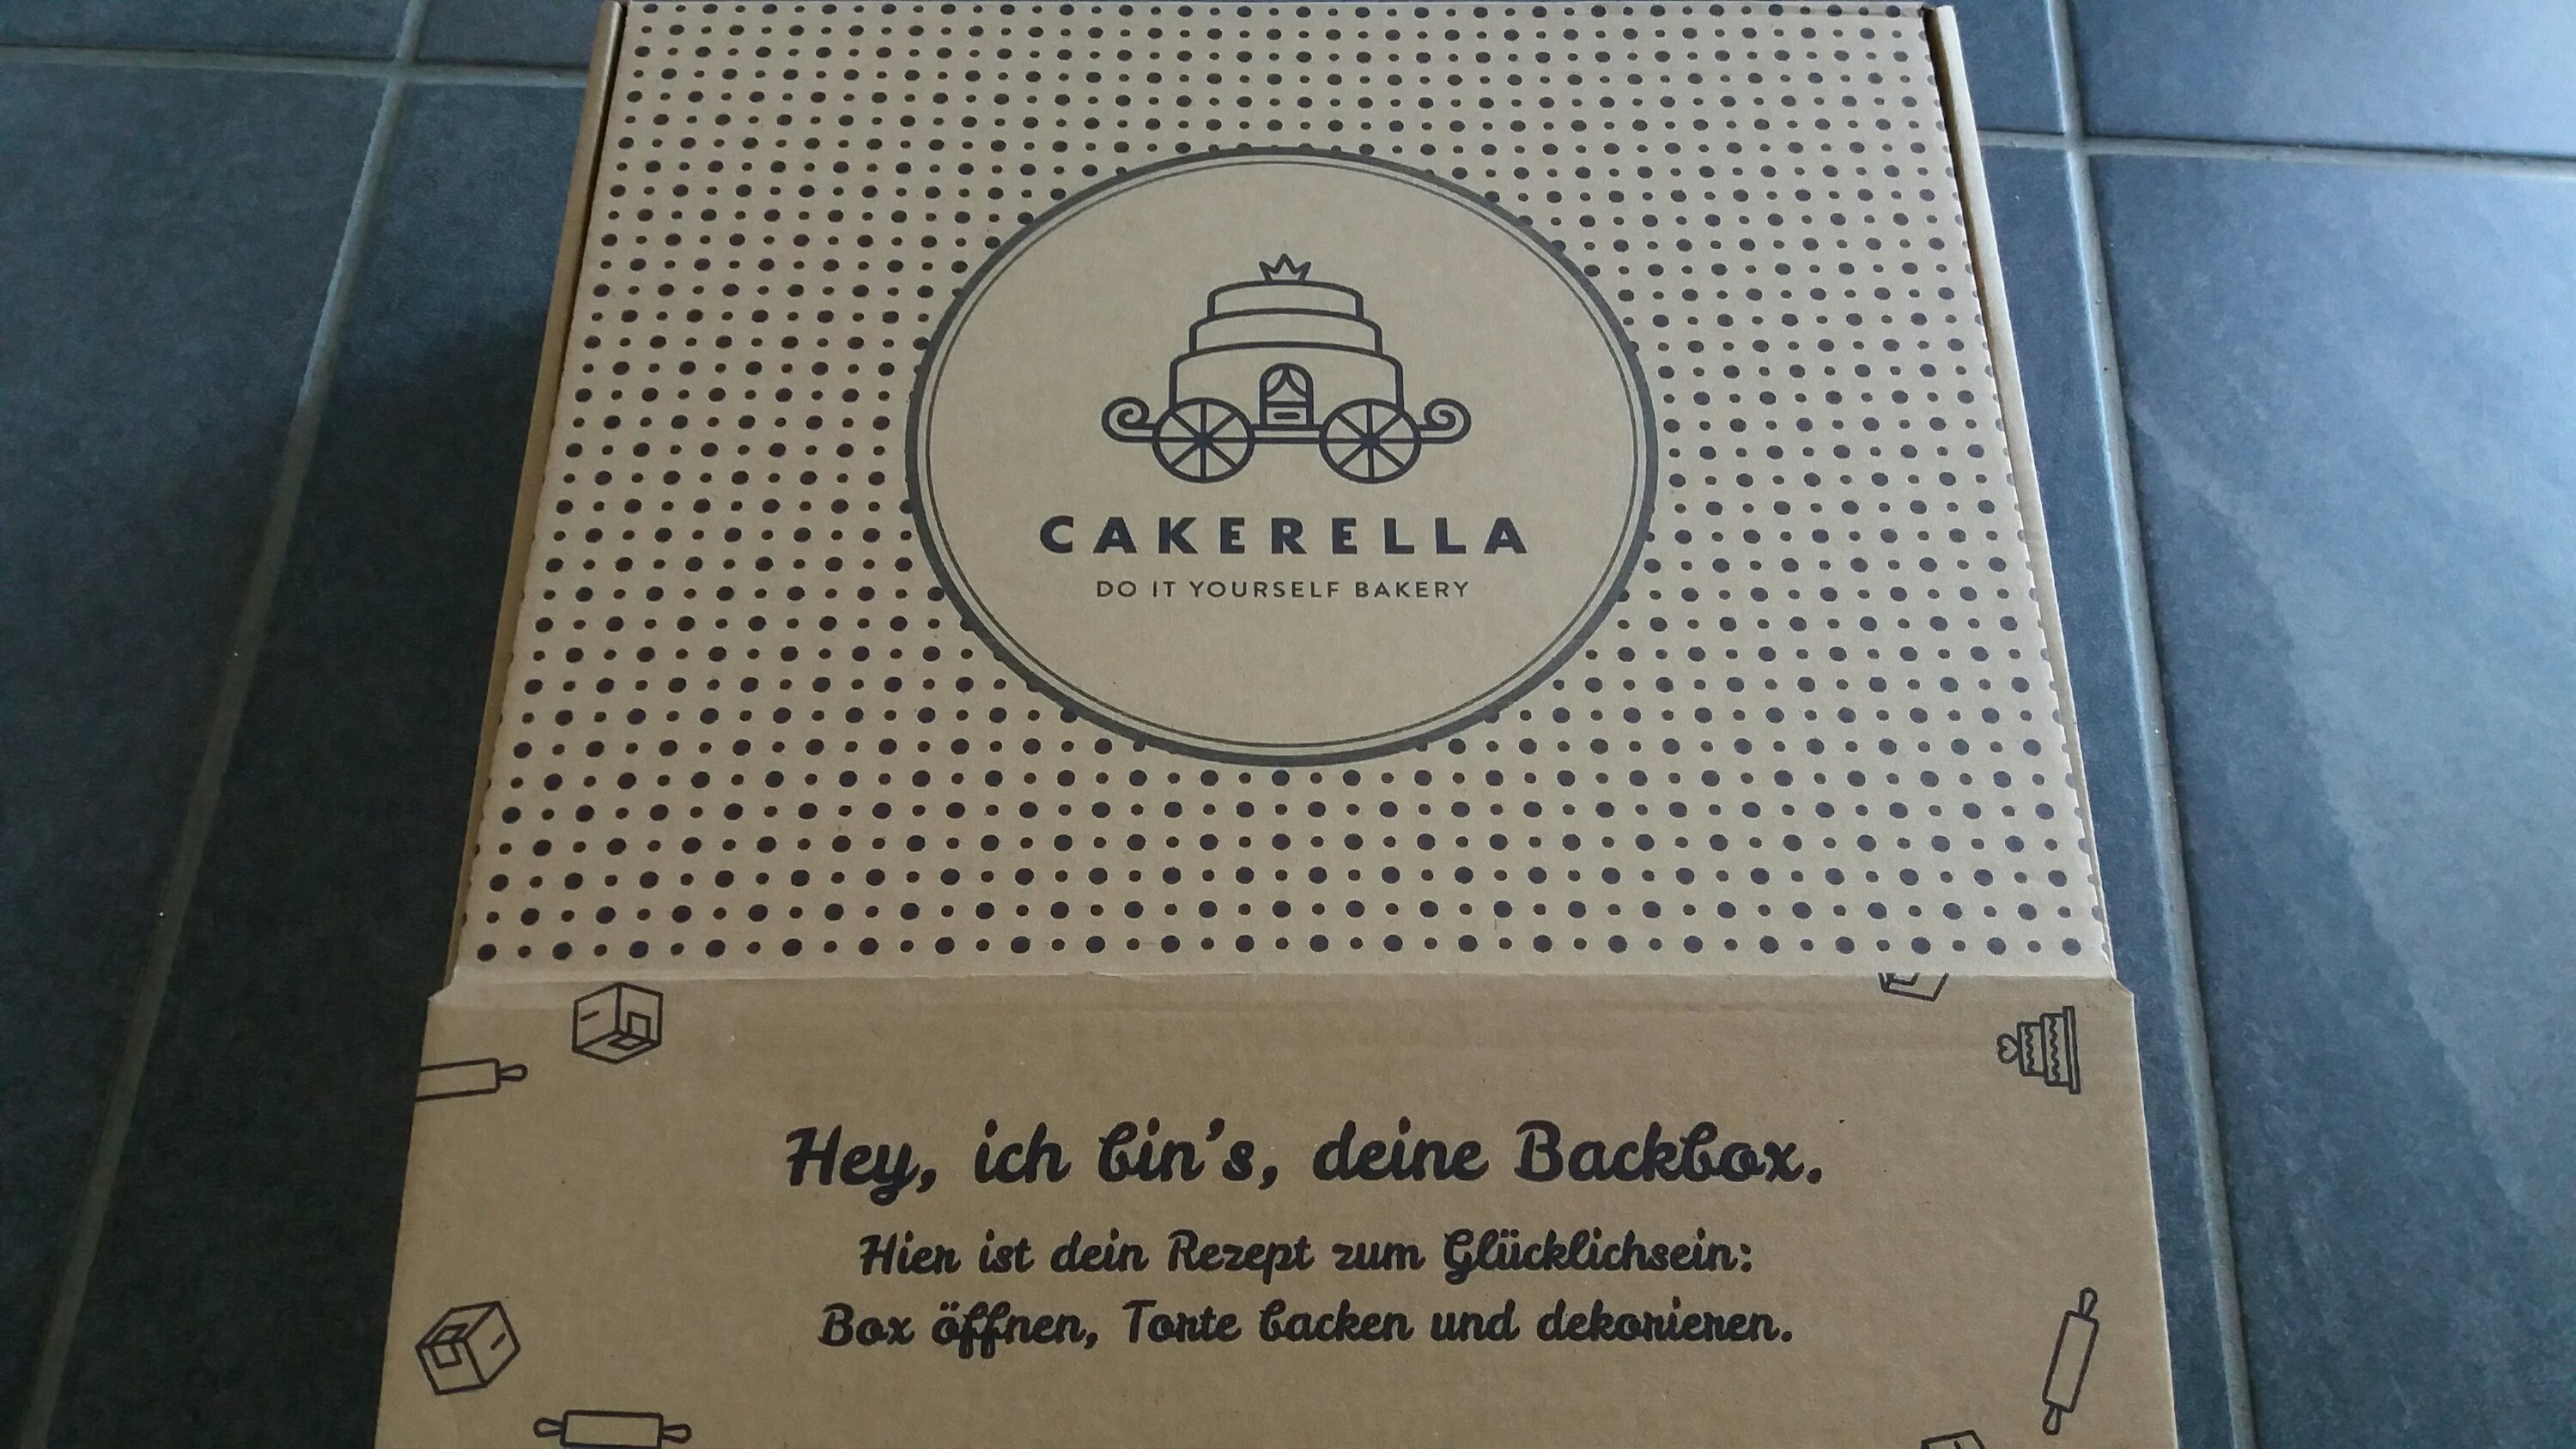 CAKERELLA
DO IT YOURSELF BAKERY
Hey, ich bin's, deine Backbox.
Hier ist dein Rezept zum Glücklichsein:
Box öffnen, Torte backen und dekorieren.